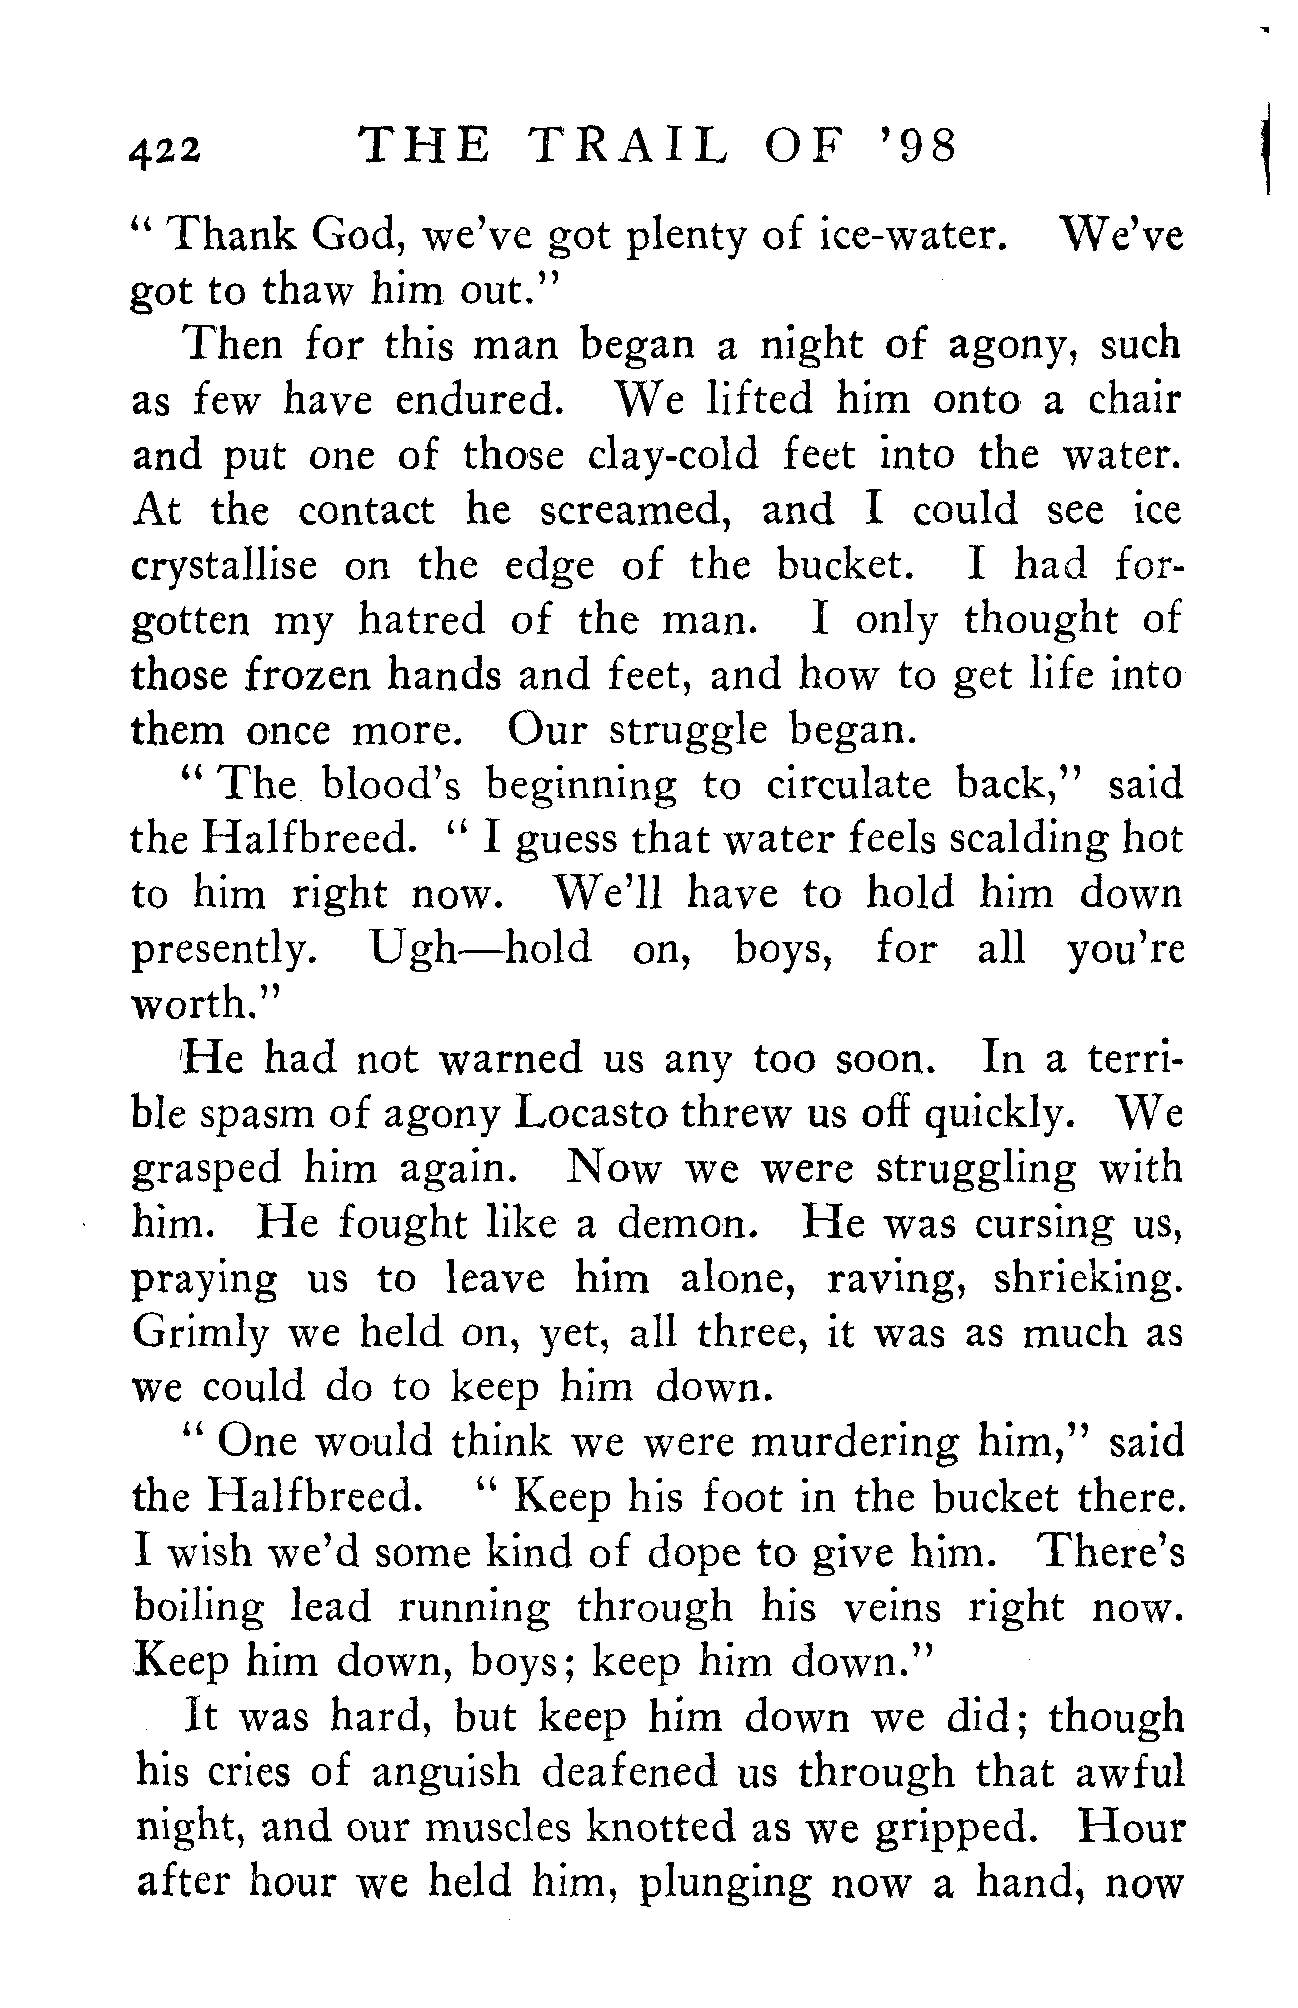 422 THE TRAIL OF '98
" Thank God, we've got plenty of ice-water. We've
got to thaw him out."
Then for this man began a night of agony, such
as few have endured. We lifted him onto a chair
and put one of those clay-cold feet into the water.
At the contact he screamed, and I could see ice
crystallise on the edge of the bucket. I had for-
gotten my hatred of the man. I only thought of
those frozen hands and feet, and how to get life into
them once more. Our struggle began.
" The blood's beginning to circulate back," said
the Halfbreed. " I guess that water feels scalding hot
to him right now. We'll have to hold him down
presently. Ugh—hold on, boys, for all you're
worth."
He had not warned us any too soon. In a terri-
ble spasm of agony Locasto threw us off quickly. We
grasped him again. Now we were struggling with
him. He fought like a demon. He was cursing us,
praying us to leave him alone, raving, shrieking.
Grimly we held on, yet, all three, it was as much as
we could do to keep him down.
" One would think we were murdering him," said
the Halfbreed. " Keep his foot in the bucket there.
I wish we'd some kind of dope to give him. There's
boiling lead running through his veins right now.
Keep him down, boys; keep him down."
It was hard, but keep him down we did; though
his cries of anguish deafened us through that awful
night, and our muscles knotted as we gripped. Hour
after hour we held him, plunging now a hand, now